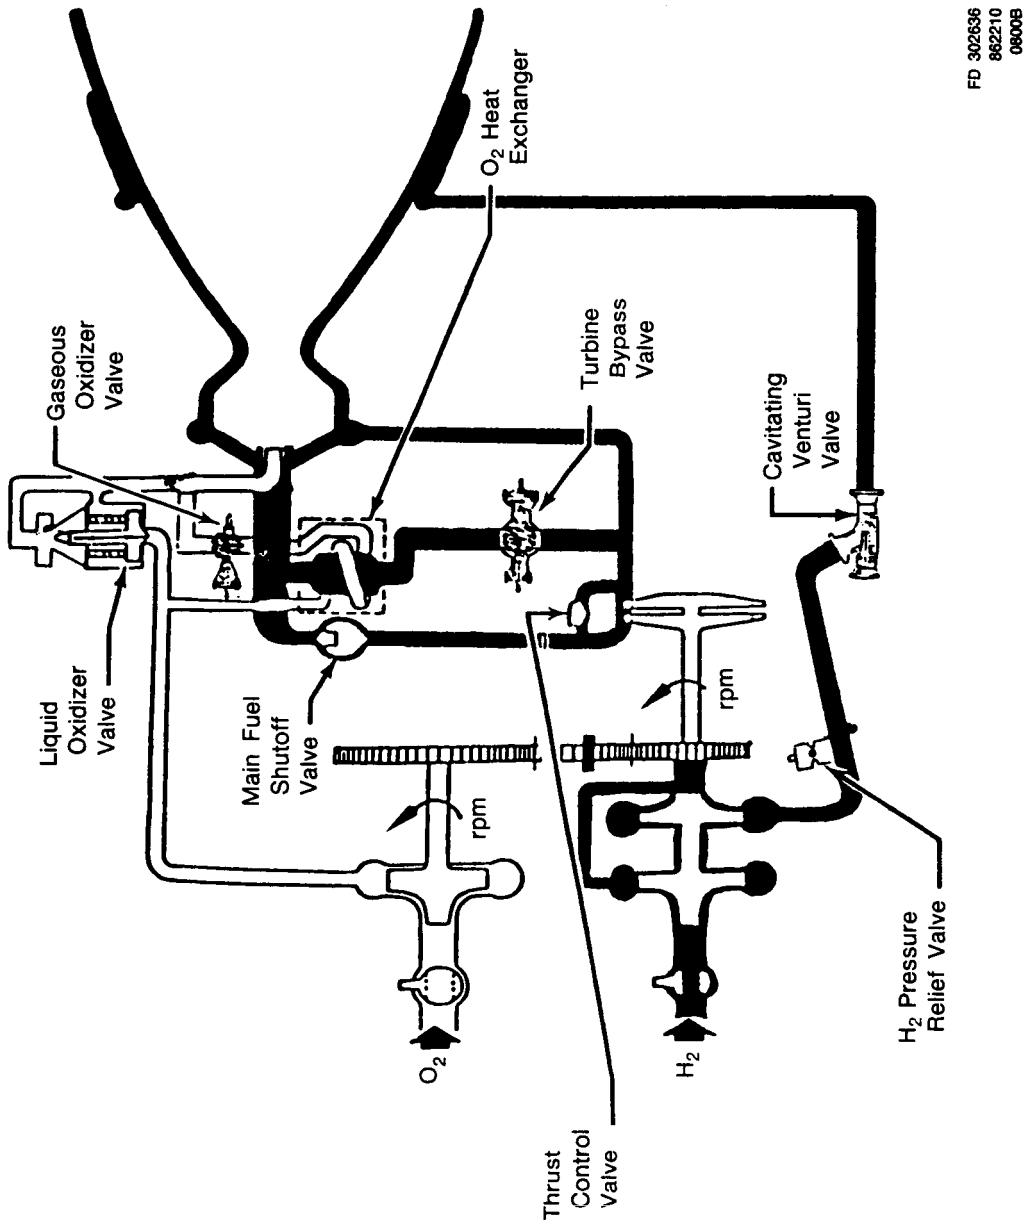 FD 302636
862210
0800B
Gaseous
Oxidizer
Valve
O2 Heat
Exchanger
Liquid
Oxidizer
Valve
Main Fuel
Shutoff
Valve
Turbine
Bypass
Valve
Cavitating
Venturi
Valve
rpm
rpm
O2
H2
H2 Pressure
Relief Valve
Thrust
Control
Valve